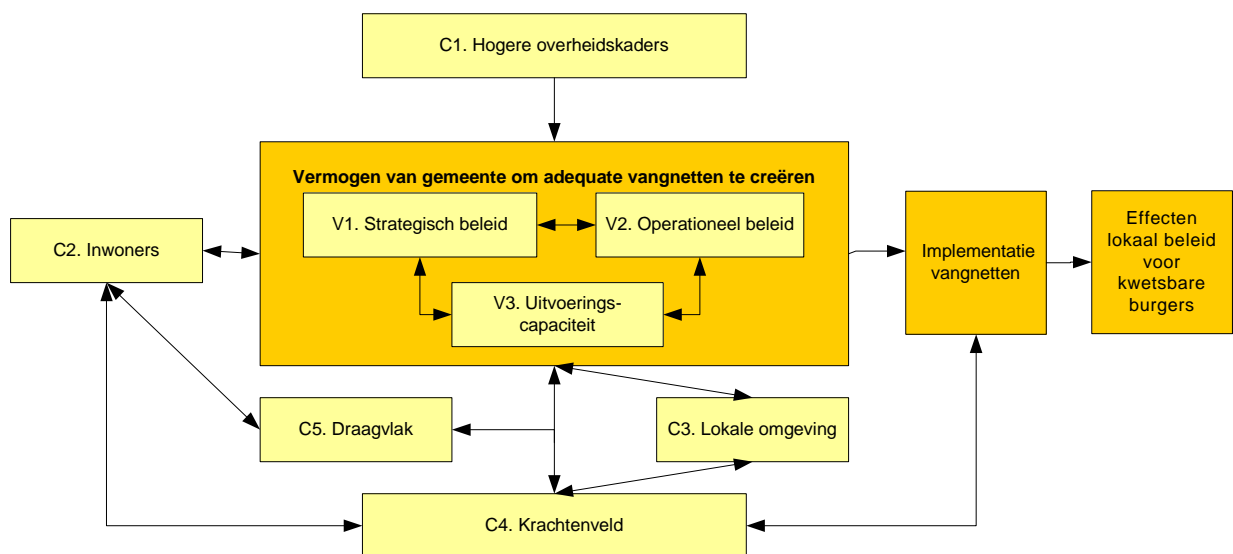 C1. Hogere overheidskaders
Vermogen van gemeente om adequate vangnetten te creëren
V1. Strategisch beleid
V2. Operationeel beleid
V3. Uitvoerings-
capaciteit
C2. Inwoners
Implementatie
vangnetten
Effecten
lokaal beleid
voor
kwetsbare
burgers
C5. Draagvlak
C3. Lokale omgeving
C4. Krachtenveld